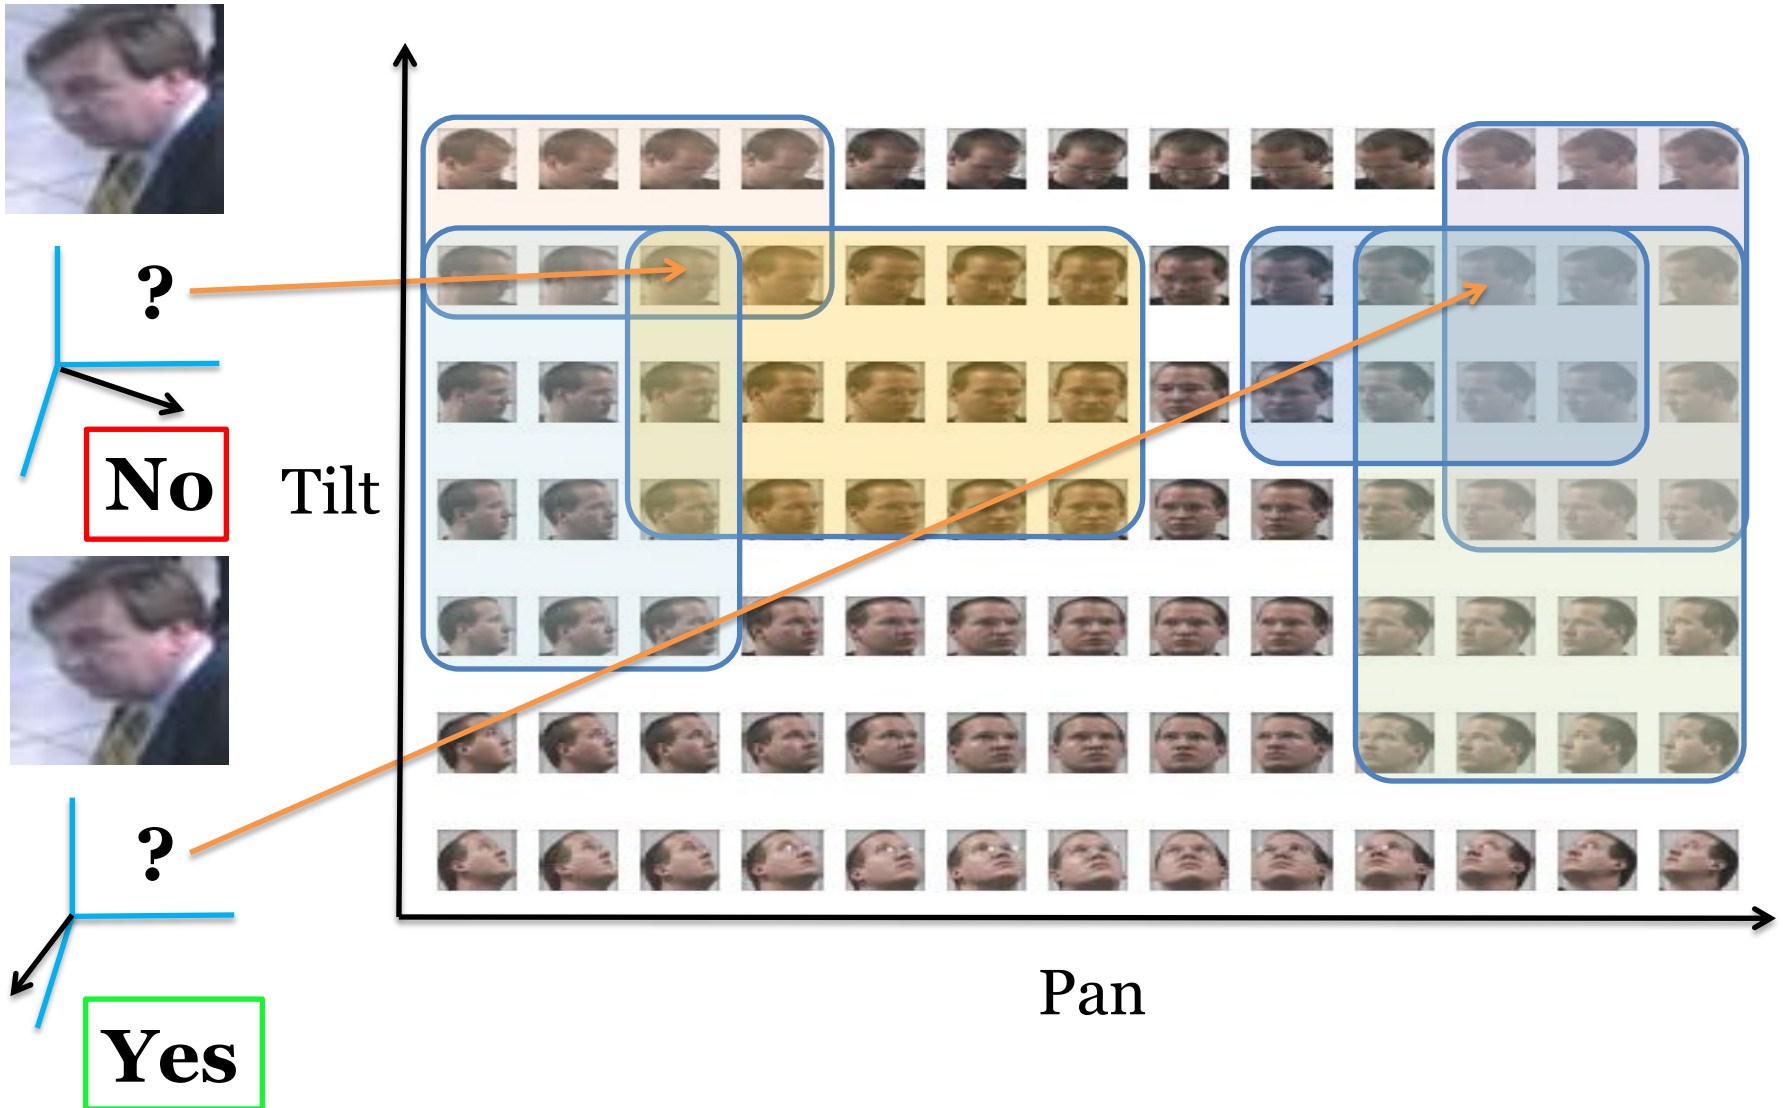 ?
No
Tilt
?
Yes
Pan